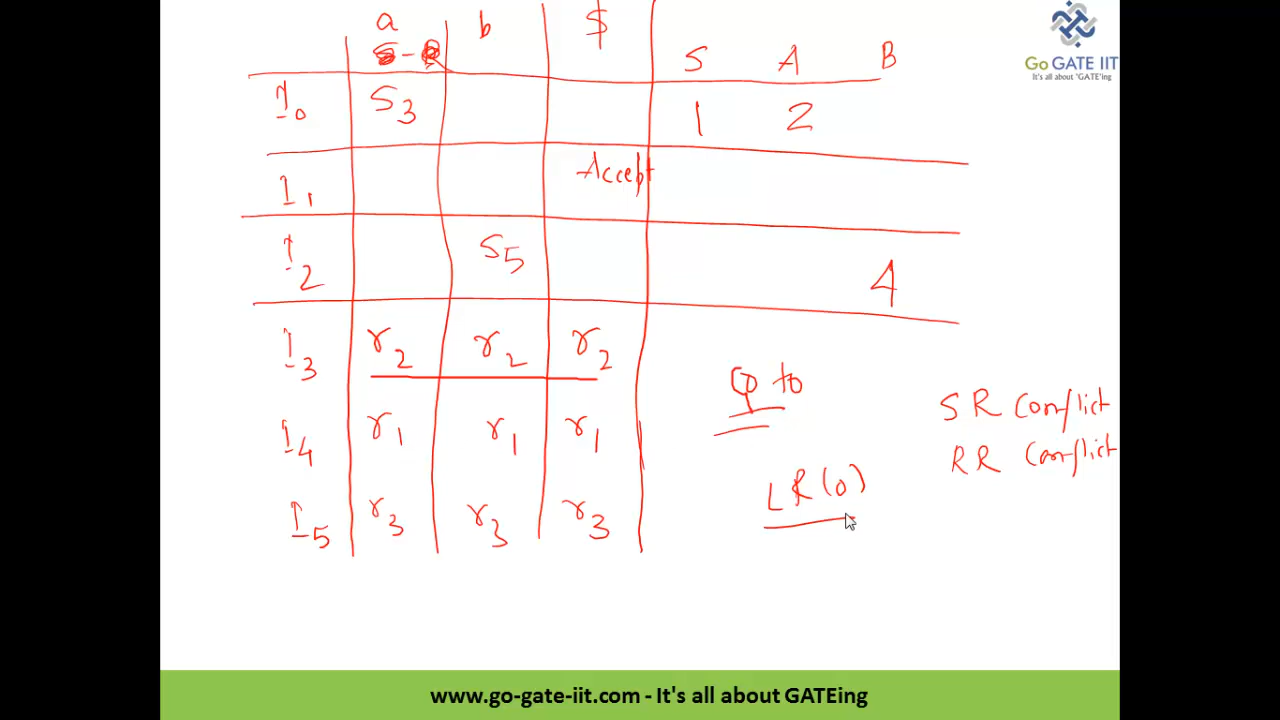 a b $
S A B
Go GATE IIT
It's all about 'GATE'ing
I0 S3 1 2
I1 Accept
I2 S5 4
I3 r2 r2 r2
I4 r1 r1 r1
I5 r3 r3 r3
to
LR(0)
SR Conflict
RR Conflict
www.go-gate-iit.com - It's all about GATEing